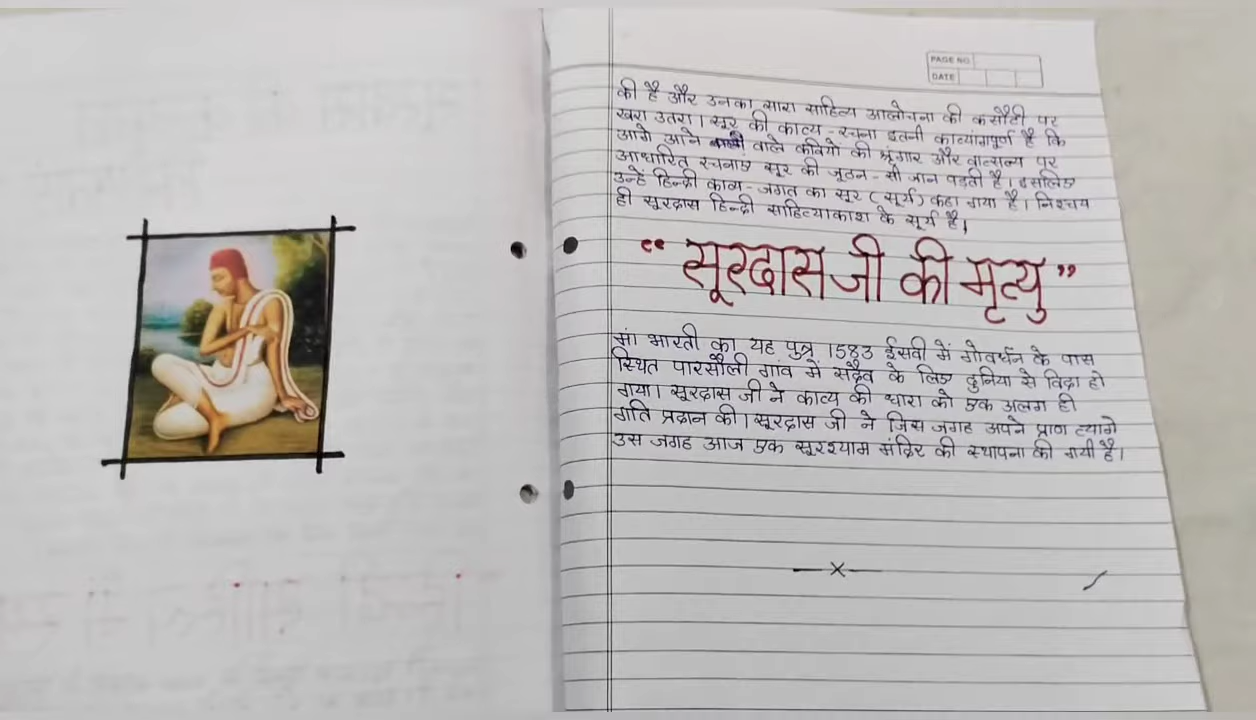 PAGE NO
DATE
की है और उनका सारा साहित्य आलोचना की कसौटी पर
खरा उतरा। सूर की काव्य-रचना इतनी काव्यांगपूर्ण है कि
आगे आने वाले कवियो की श्रृंगार और वात्सल्य पर
आधारित रचनाएं सूर की जूठन-सी जान पड़ती है। इसलिए
उन्हें हिन्दी काव्य-जगत का सूर (सूर्य) कहा गया है। निश्चय
ही सूरदास हिन्दी साहित्याकाश के सूर्य है।
"सूरदास जी की मृत्यु"
मां भारती का यह पुत्र 1583 ईसवी में गोवर्धन के पास
स्थित पारसौली गांव में सदैव के लिए दुनिया से विदा हो
गया। सूरदास जी ने काव्य की धारा को एक अलग ही
गति प्रदान की। सूरदास जी ने जिस जगह अपने प्राण त्यागे
उस जगह आज एक सूरश्याम मंदिर की स्थापना की गयी है।